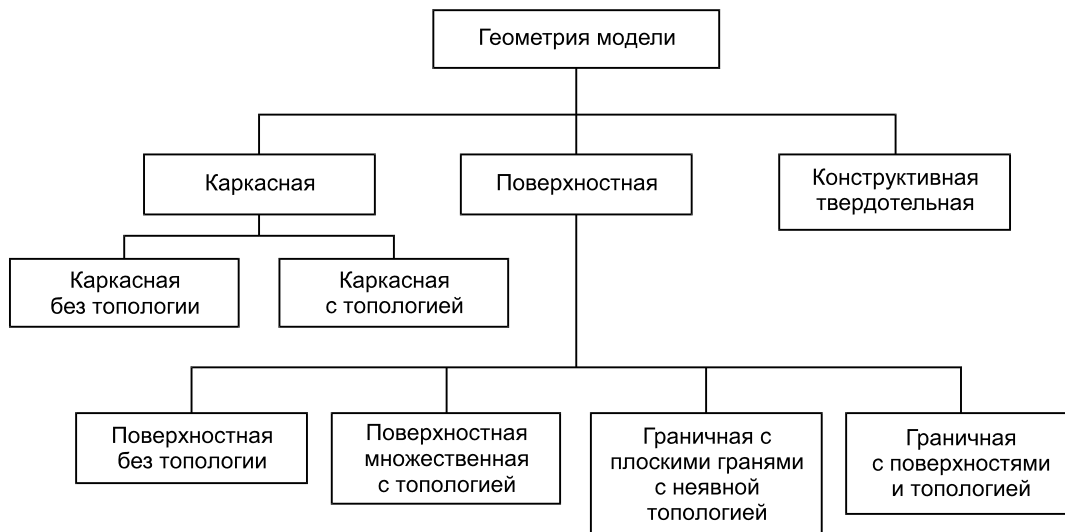 Геометрия модели
Каркасная
Поверхностная
Конструктивная
твердотельная
Каркасная
без топологии
Каркасная
с топологией
Поверхностная
без топологии
Поверхностная
множественная
с топологией
Граничная с
плоскими гранями
с неявной
топологией
Граничная
с поверхностями
и топологией